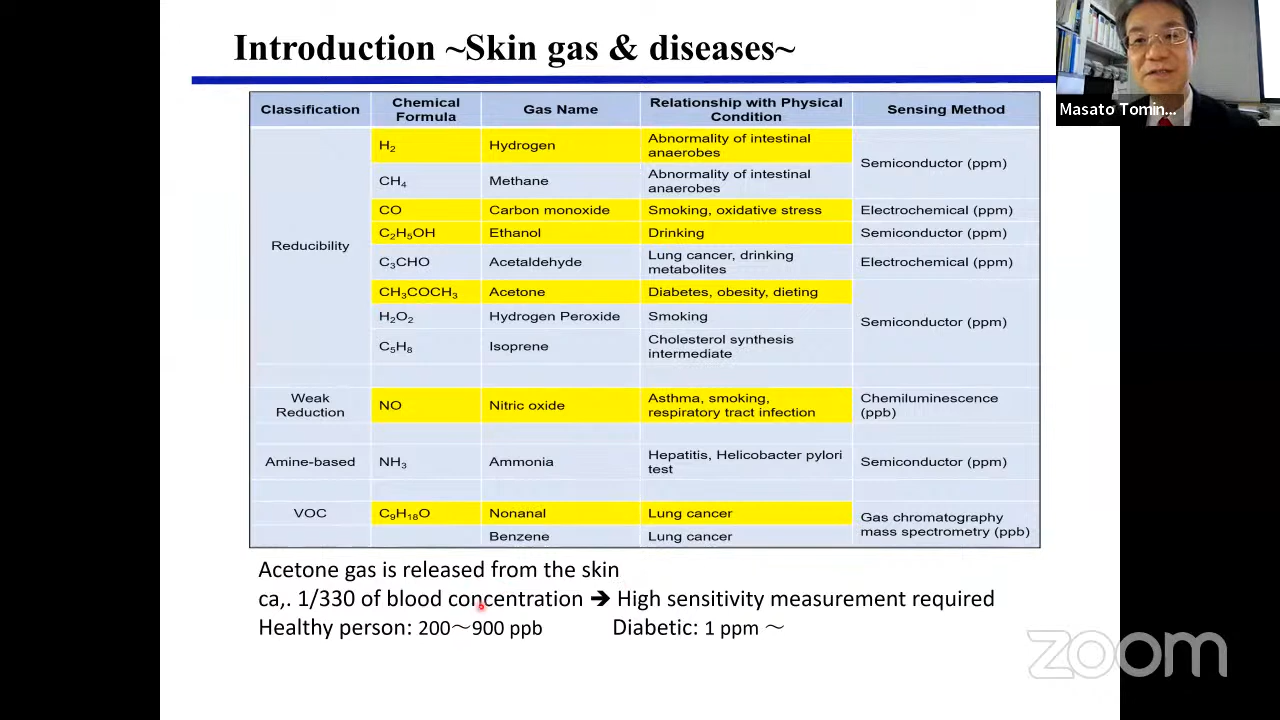 Introduction ~Skin gas & diseases~
Masato Tomin...
Classification Chemical Formula Gas Name Relationship with Physical Condition Sensing Method
Reducibility
H₂ Hydrogen Abnormality of intestinal anaerobes Semiconductor (ppm)
CH₄ Methane Abnormality of intestinal anaerobes
CO Carbon monoxide Smoking, oxidative stress Electrochemical (ppm)
C₂H₅OH Ethanol Drinking Semiconductor (ppm)
C₃CHO Acetaldehyde Lung cancer, drinking metabolites Electrochemical (ppm)
CH₃COCH₃ Acetone Diabetes, obesity, dieting Semiconductor (ppm)
H₂O₂ Hydrogen Peroxide Smoking
C₅H₈ Isoprene Cholesterol synthesis intermediate
Weak Reduction NO Nitric oxide Asthma, smoking, respiratory tract infection Chemiluminescence (ppb)
Amine-based NH₃ Ammonia Hepatitis, Helicobacter pylori test Semiconductor (ppm)
VOC C₉H₁₈O Nonanal Lung cancer Gas chromatography mass spectrometry (ppb)
Benzene Lung cancer
Acetone gas is released from the skin
ca,. 1/330 of blood concentration ➔ High sensitivity measurement required
Healthy person: 200～900 ppb Diabetic: 1 ppm ～
zoom